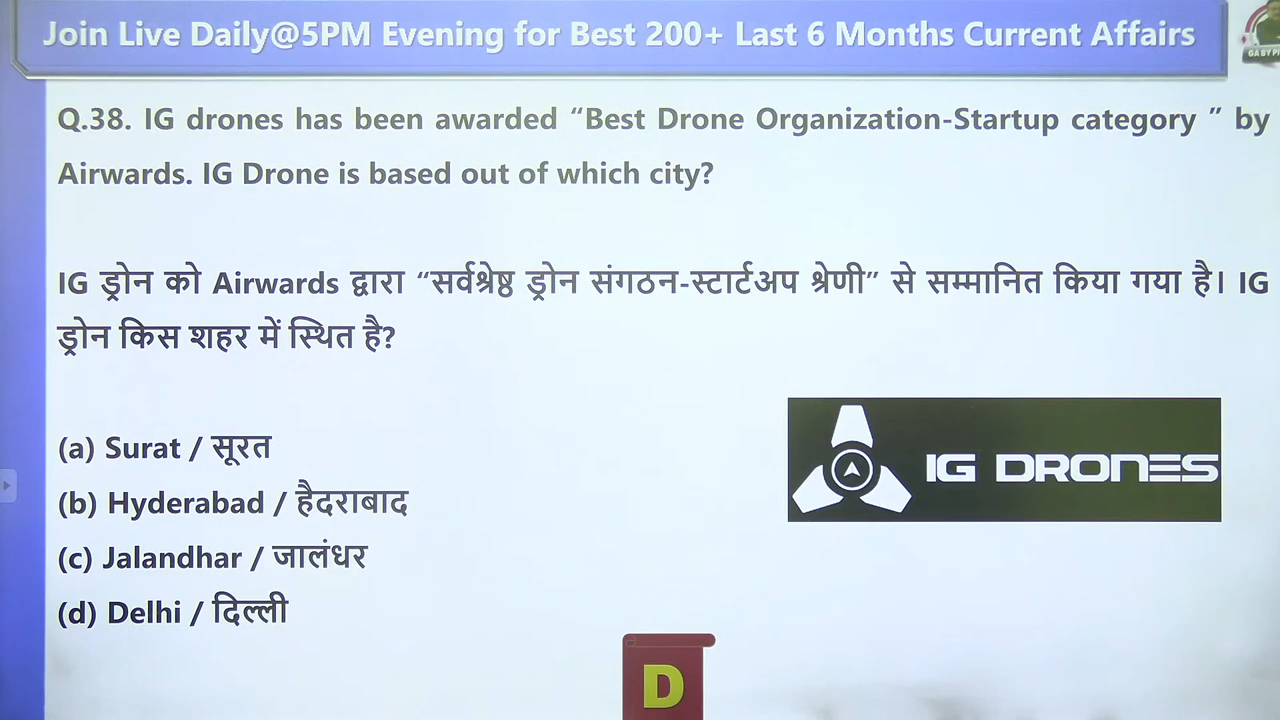 Join Live Daily@5PM Evening for Best 200+ Last 6 Months Current Affairs
Q.38. IG drones has been awarded “Best Drone Organization-Startup category ” by
Airwards. IG Drone is based out of which city?
IG ड्रोन को Airwards द्वारा “सर्वश्रेष्ठ ड्रोन संगठन-स्टार्टअप श्रेणी” से सम्मानित किया गया है। IG
ड्रोन किस शहर में स्थित है?
(a) Surat / सूरत
(b) Hyderabad / हैदराबाद
(c) Jalandhar / जालंधर
(d) Delhi / दिल्ली
IG DRONES
D